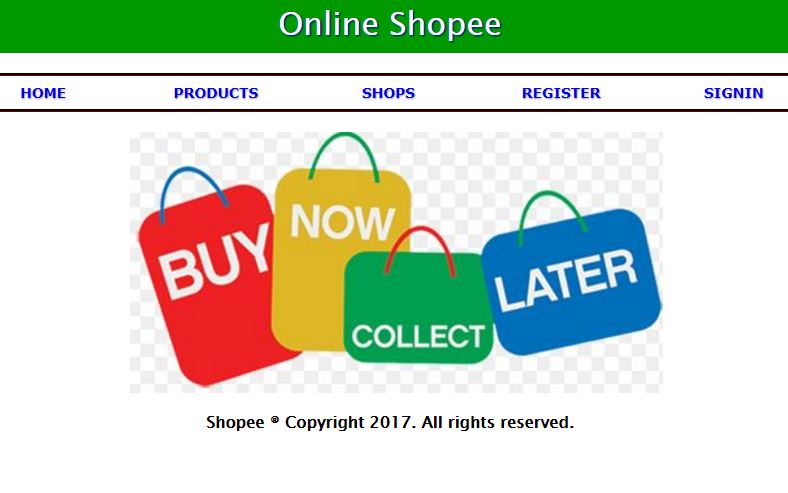 Online Shopee
HOME PRODUCTS SHOPS REGISTER SIGNIN
BUY
NOW
COLLECT
LATER
Shopee ® Copyright 2017. All rights reserved.